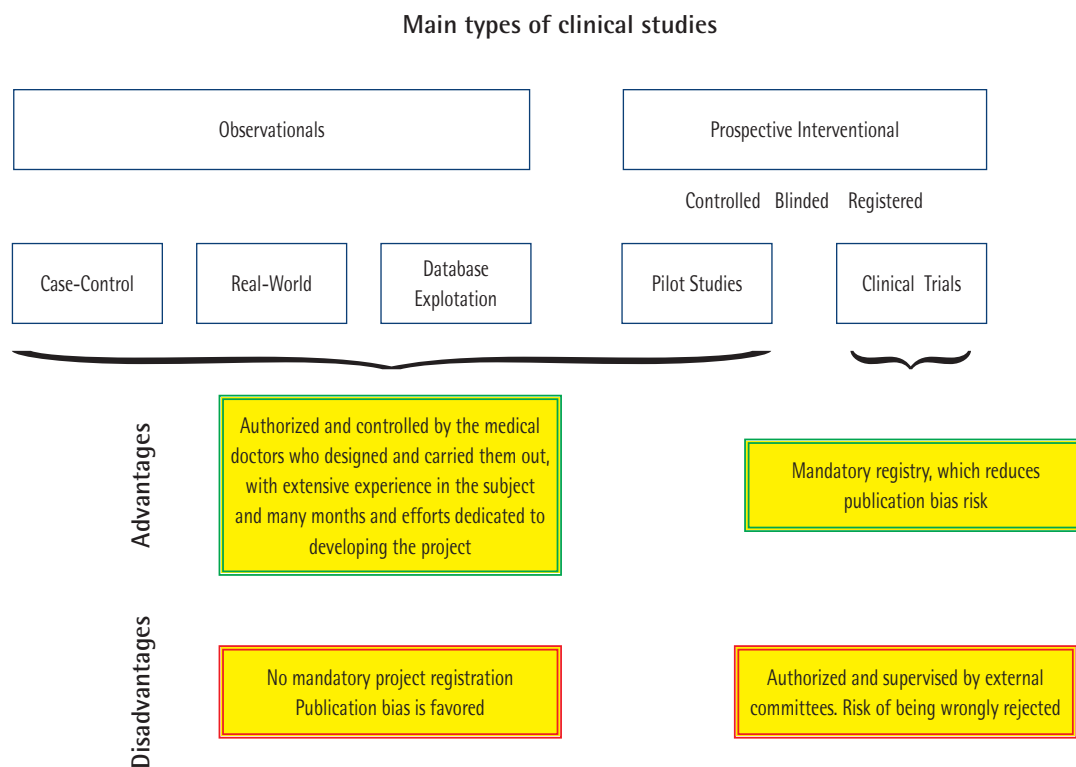 Main types of clinical studies
Observationals
Prospective Interventional
Controlled Blinded Registered
Case-Control
Real-World
Database
Explotation
Pilot Studies
Clinical Trials
Advantages
Authorized and controlled by the medical
doctors who designed and carried them out,
with extensive experience in the subject
and many months and efforts dedicated to
developing the project
Mandatory registry, which reduces
publication bias risk
Disadvantages
No mandatory project registration
Publication bias is favored
Authorized and supervised by external
committees. Risk of being wrongly rejected